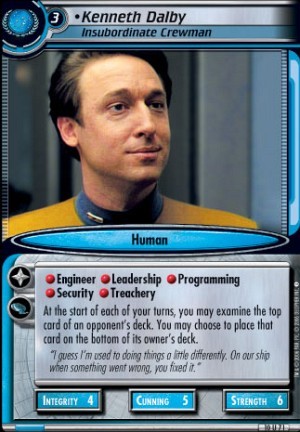 3 •Kenneth Dalby
Insubordinate Crewman
Human
Engineer Leadership Programming
Security Treachery
At the start of each of your turns, you may examine the top
card of an opponent's deck. You may choose to place that
card on the bottom of its owner's deck.
"I guess I'm used to doing things a little differently. On our ship
when something went wrong, you fixed it."
INTEGRITY 4 CUNNING 5 STRENGTH 6